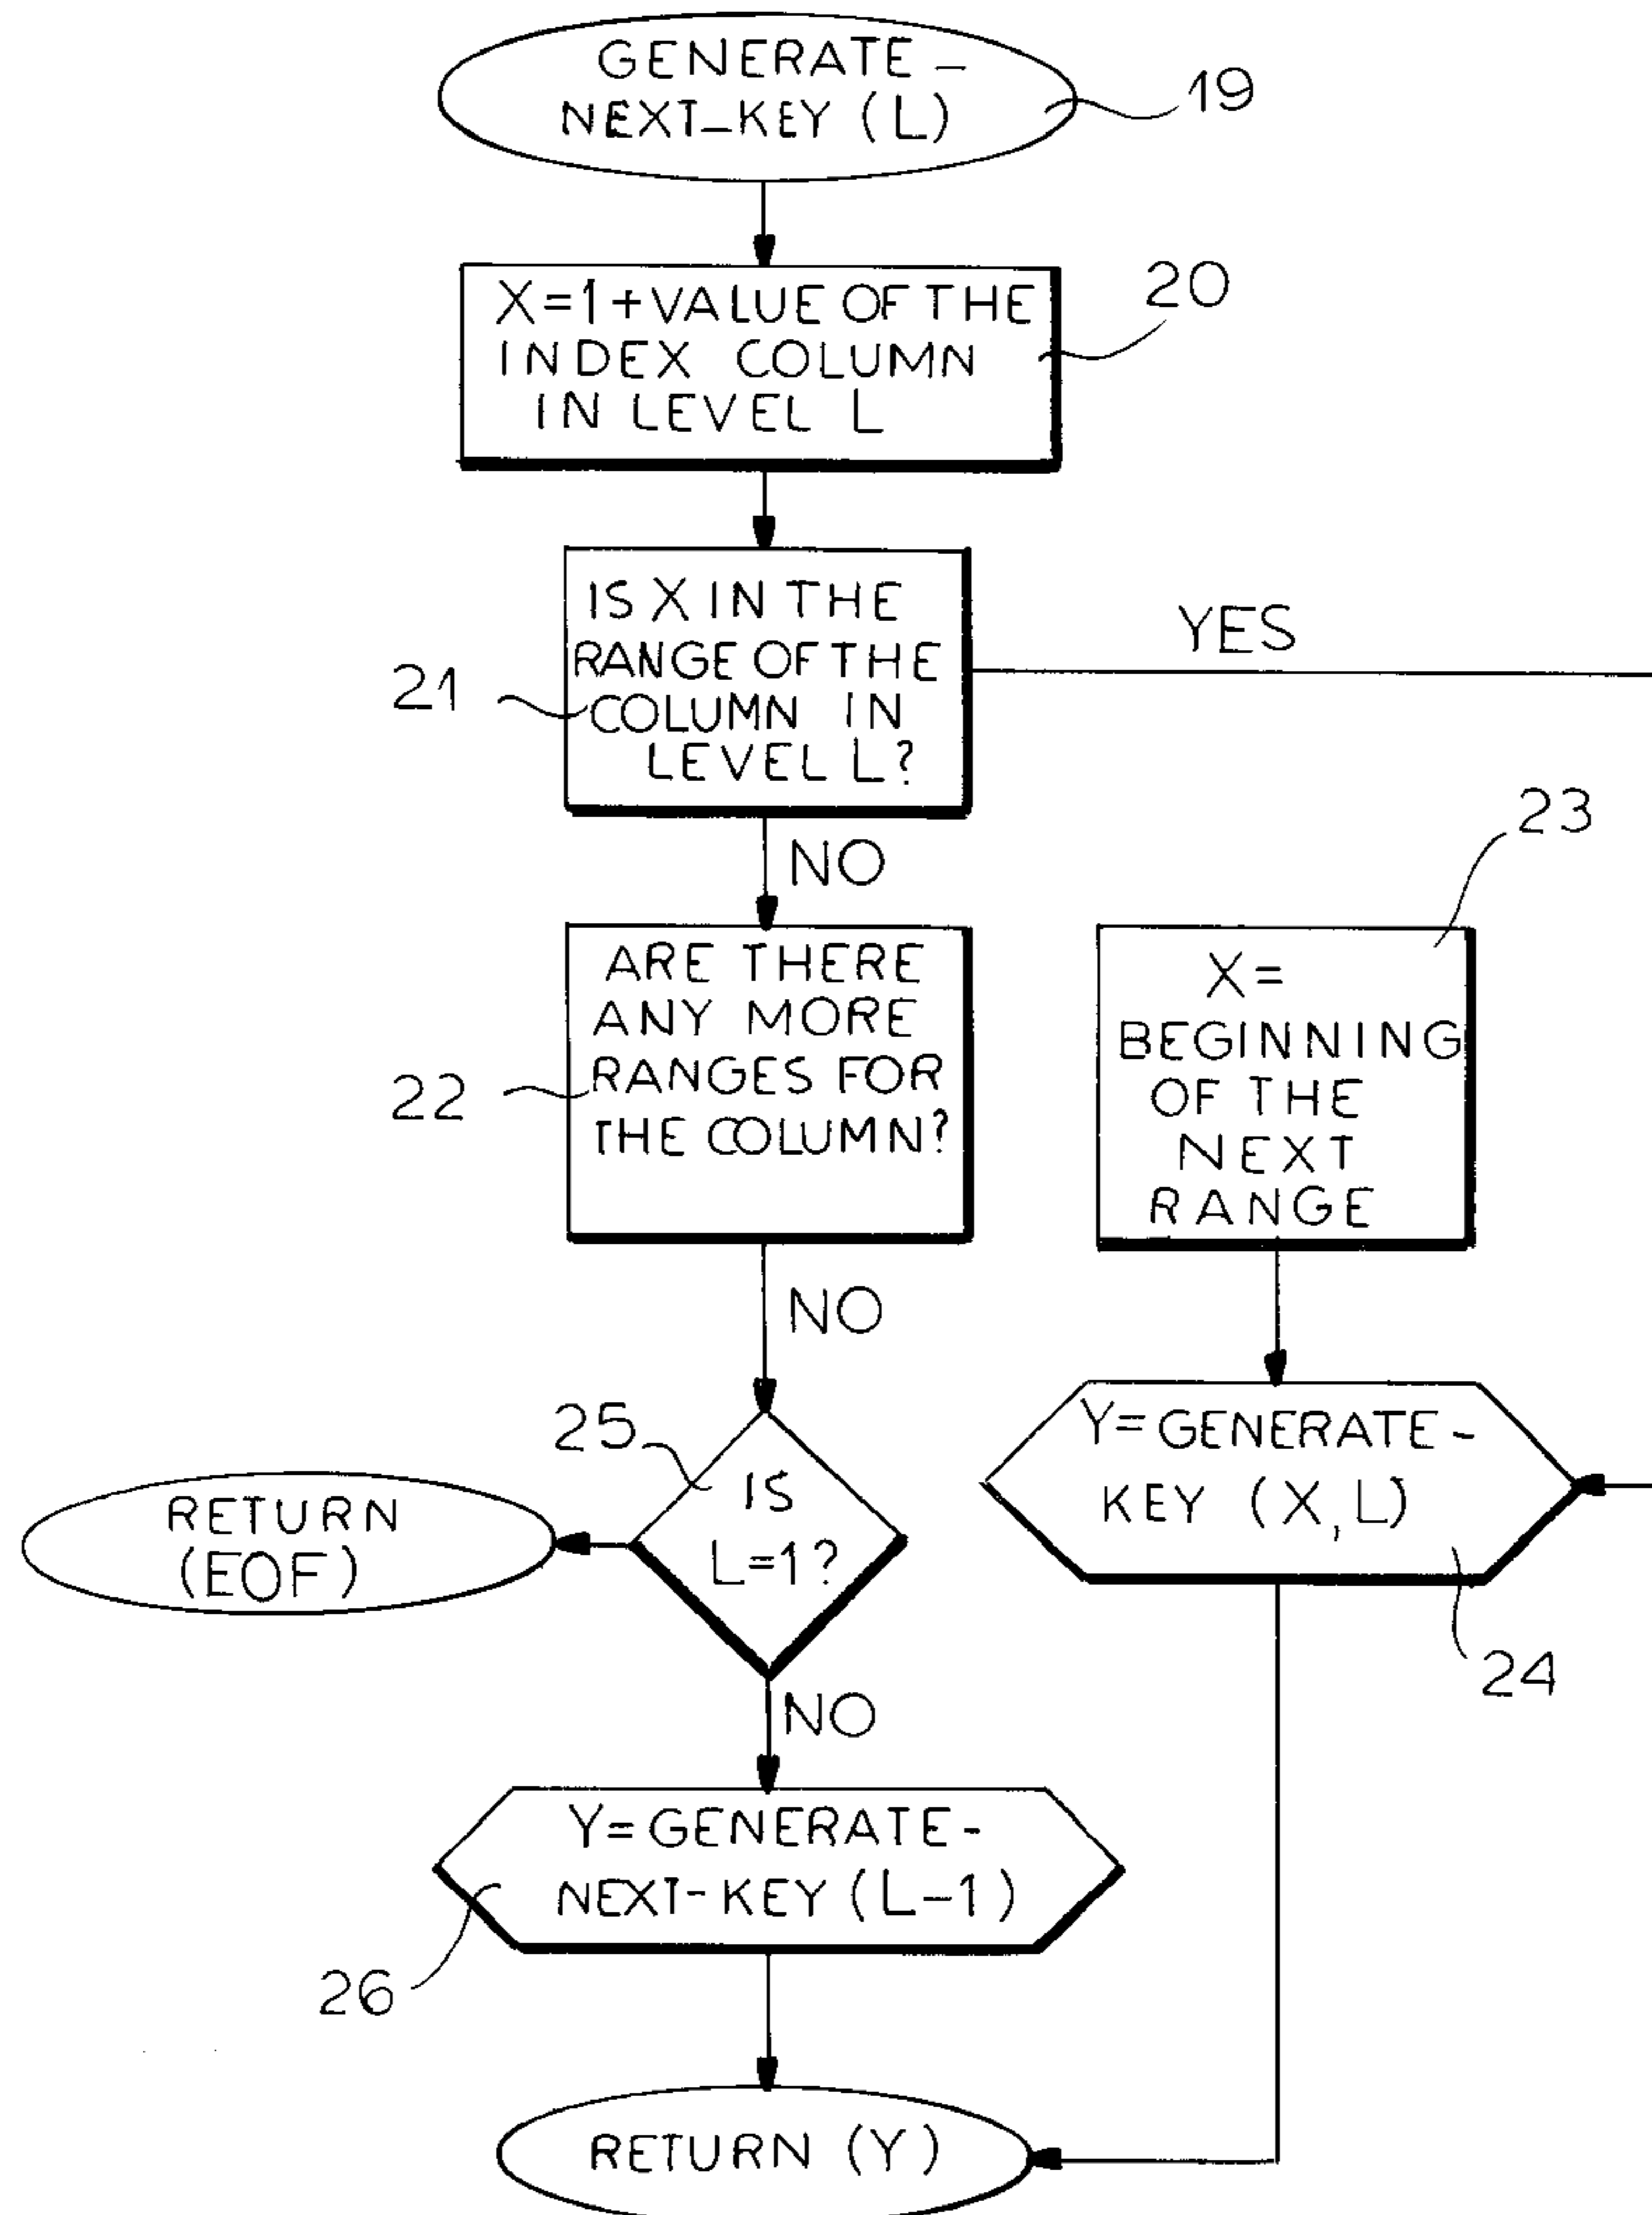 GENERATE_
NEXT_KEY (L)
19
X=1+VALUE OF THE
INDEX COLUMN
IN LEVEL L
20
IS X IN THE
RANGE OF THE
COLUMN IN
LEVEL L?
21
YES
NO
ARE THERE
ANY MORE
RANGES FOR
THE COLUMN?
22
23
X=
BEGINNING
OF THE
NEXT
RANGE
NO
25
IS
L=1?
RETURN
(EOF)
Y=GENERATE-
KEY (X,L)
24
NO
Y=GENERATE-
NEXT-KEY (L-1)
26
RETURN (Y)